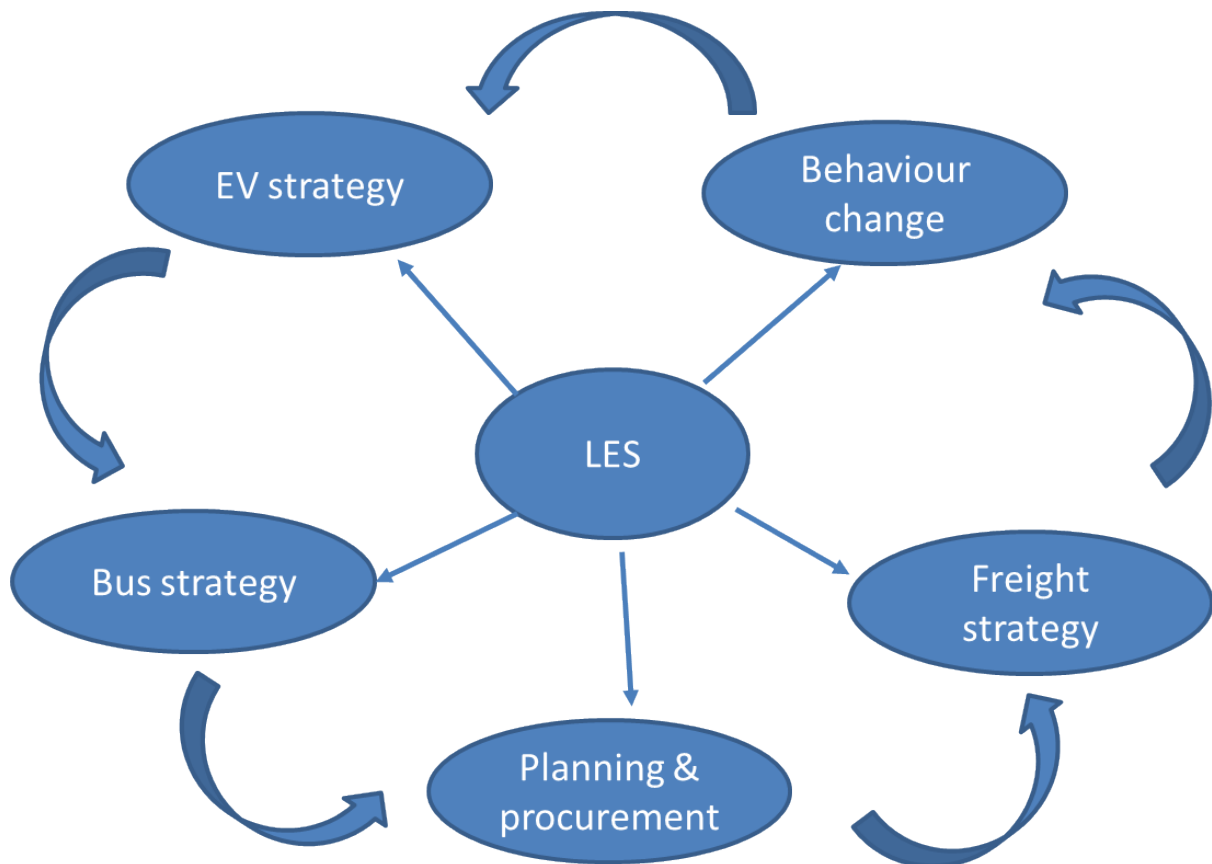 EV strategy
Behaviour
change
LES
Bus strategy
Freight
strategy
Planning &
procurement